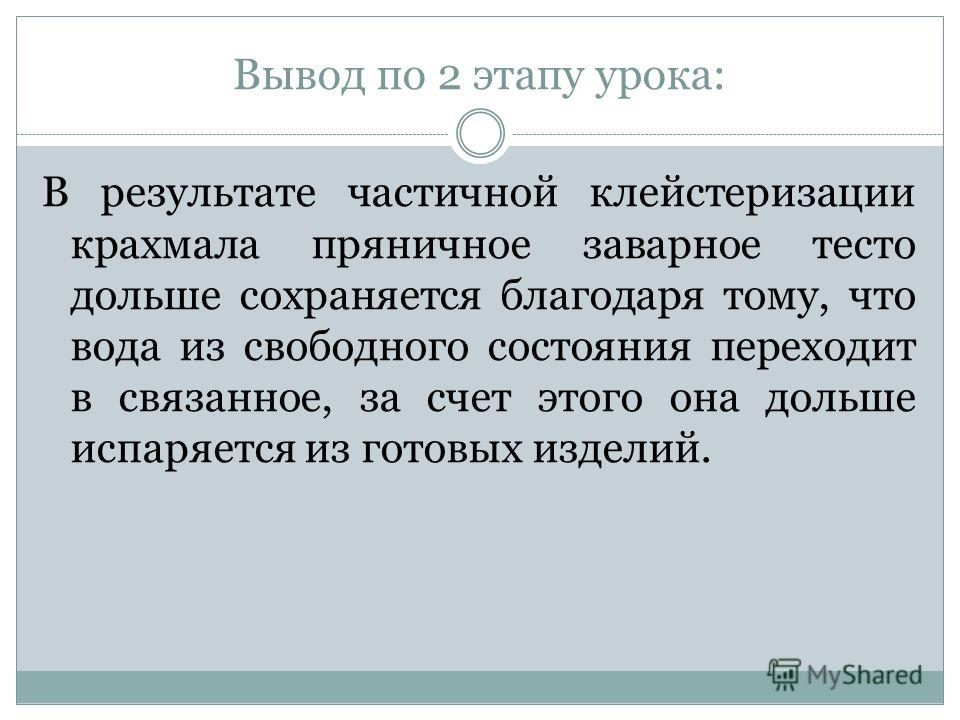 Вывод по 2 этапу урока:
В результате частичной клейстеризации
крахмала пряничное заварное тесто
дольше сохраняется благодаря тому, что
вода из свободного состояния переходит
в связанное, за счет этого она дольше
испаряется из готовых изделий.
MyShared